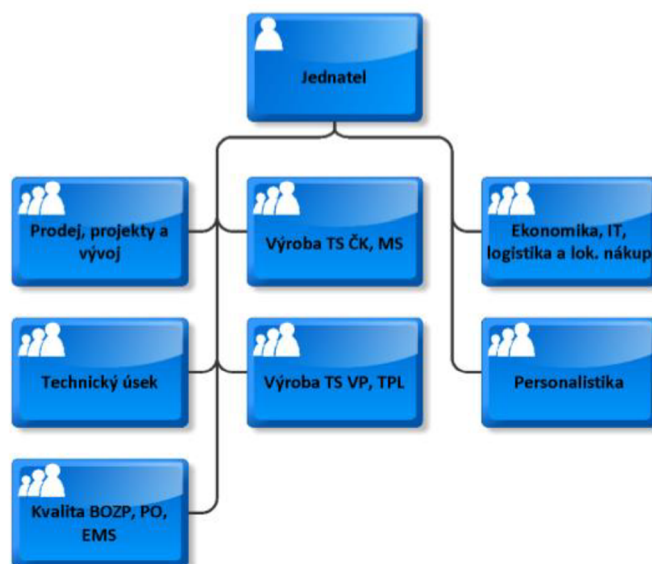 Jednatel
Prodej, projekty a
vývoj
Výroba TS ČK, MS
Ekonomika, IT,
logistika a lok. nákup
Technický úsek
Výroba TS VP, TPL
Personalistika
Kvalita BOZP, PO,
EMS